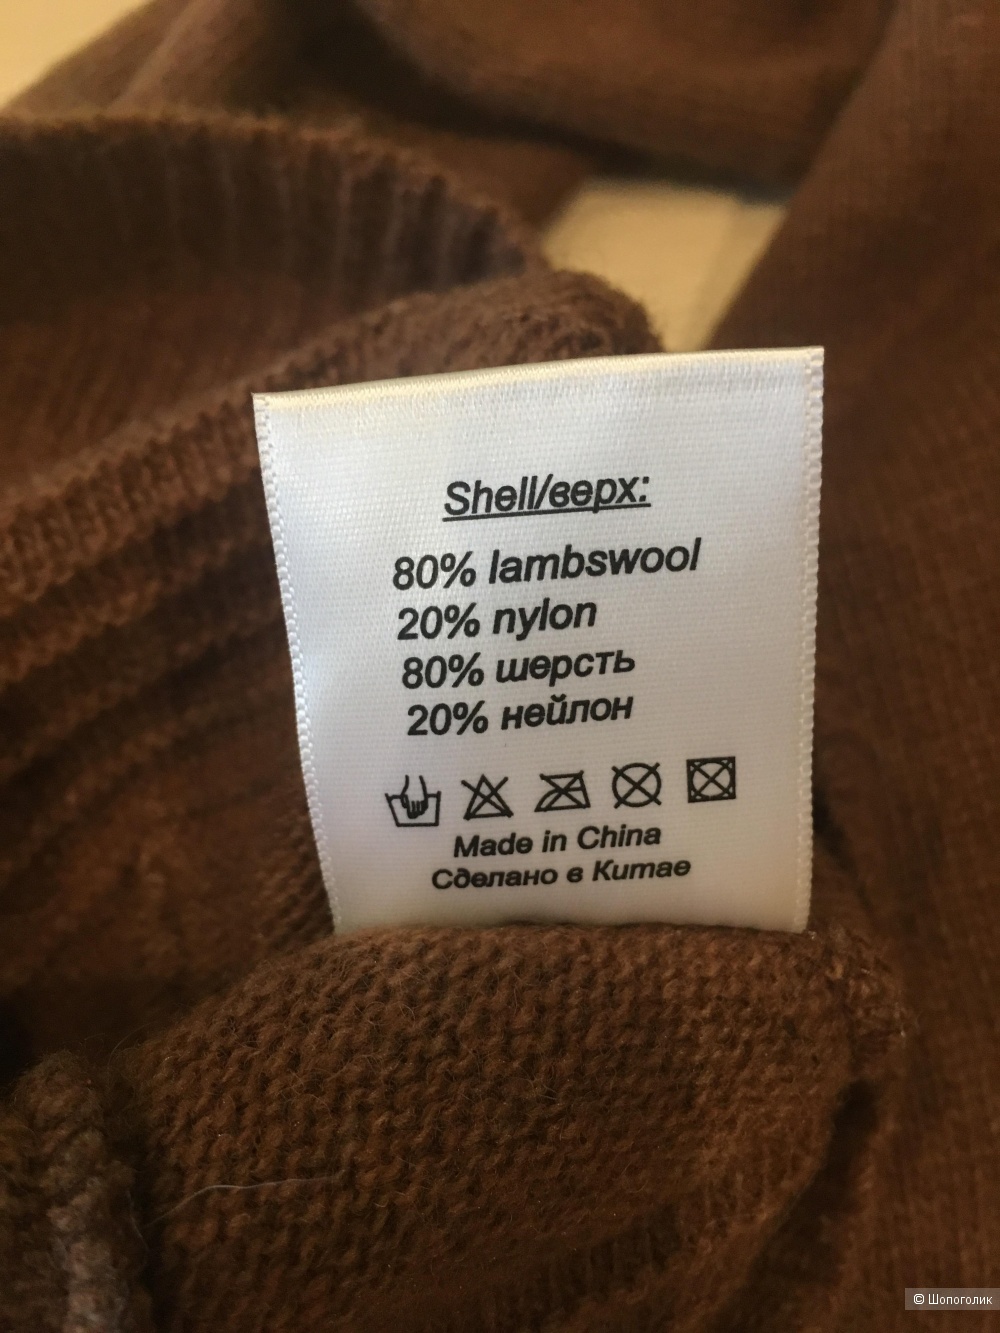 Shell/верх:
80% lambswool
20% nylon
80% шерсть
20% нейлон
Made in China
Сделано в Китае
© Шопоголик